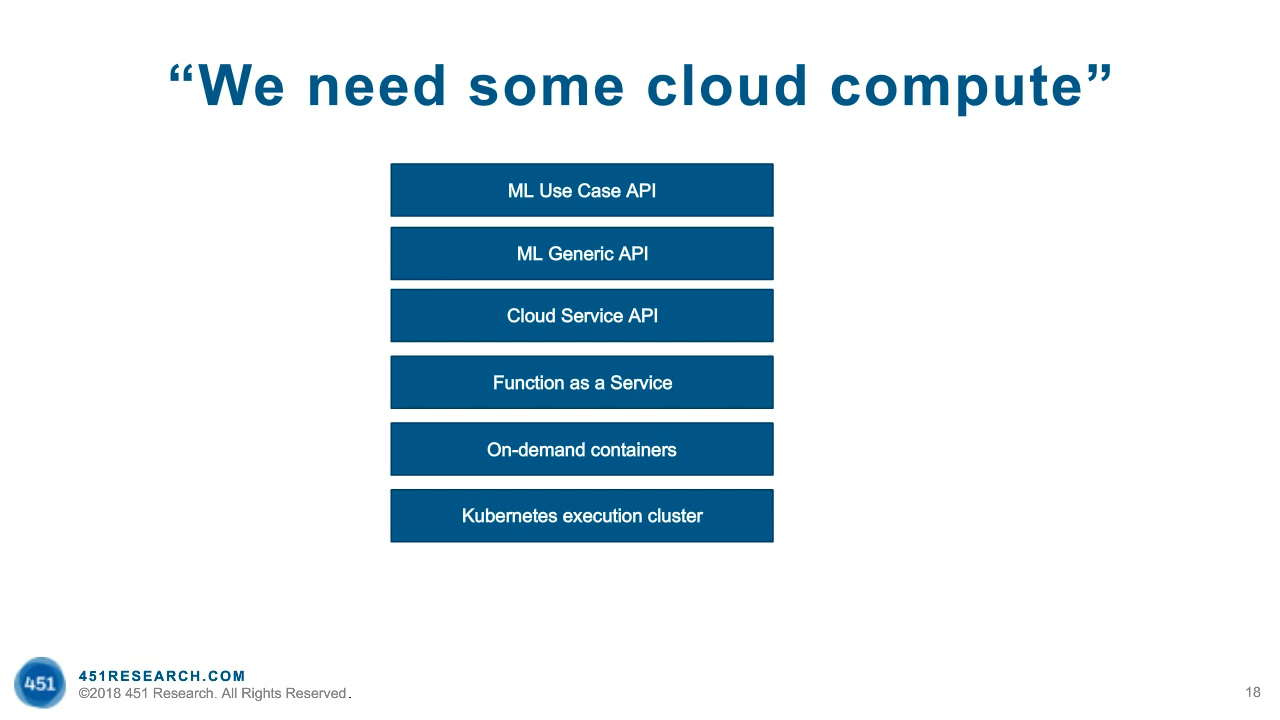 “We need some cloud compute”
ML Use Case API
ML Generic API
Cloud Service API
Function as a Service
On-demand containers
Kubernetes execution cluster
451
451RESEARCH.COM
©2018 451 Research. All Rights Reserved.
18